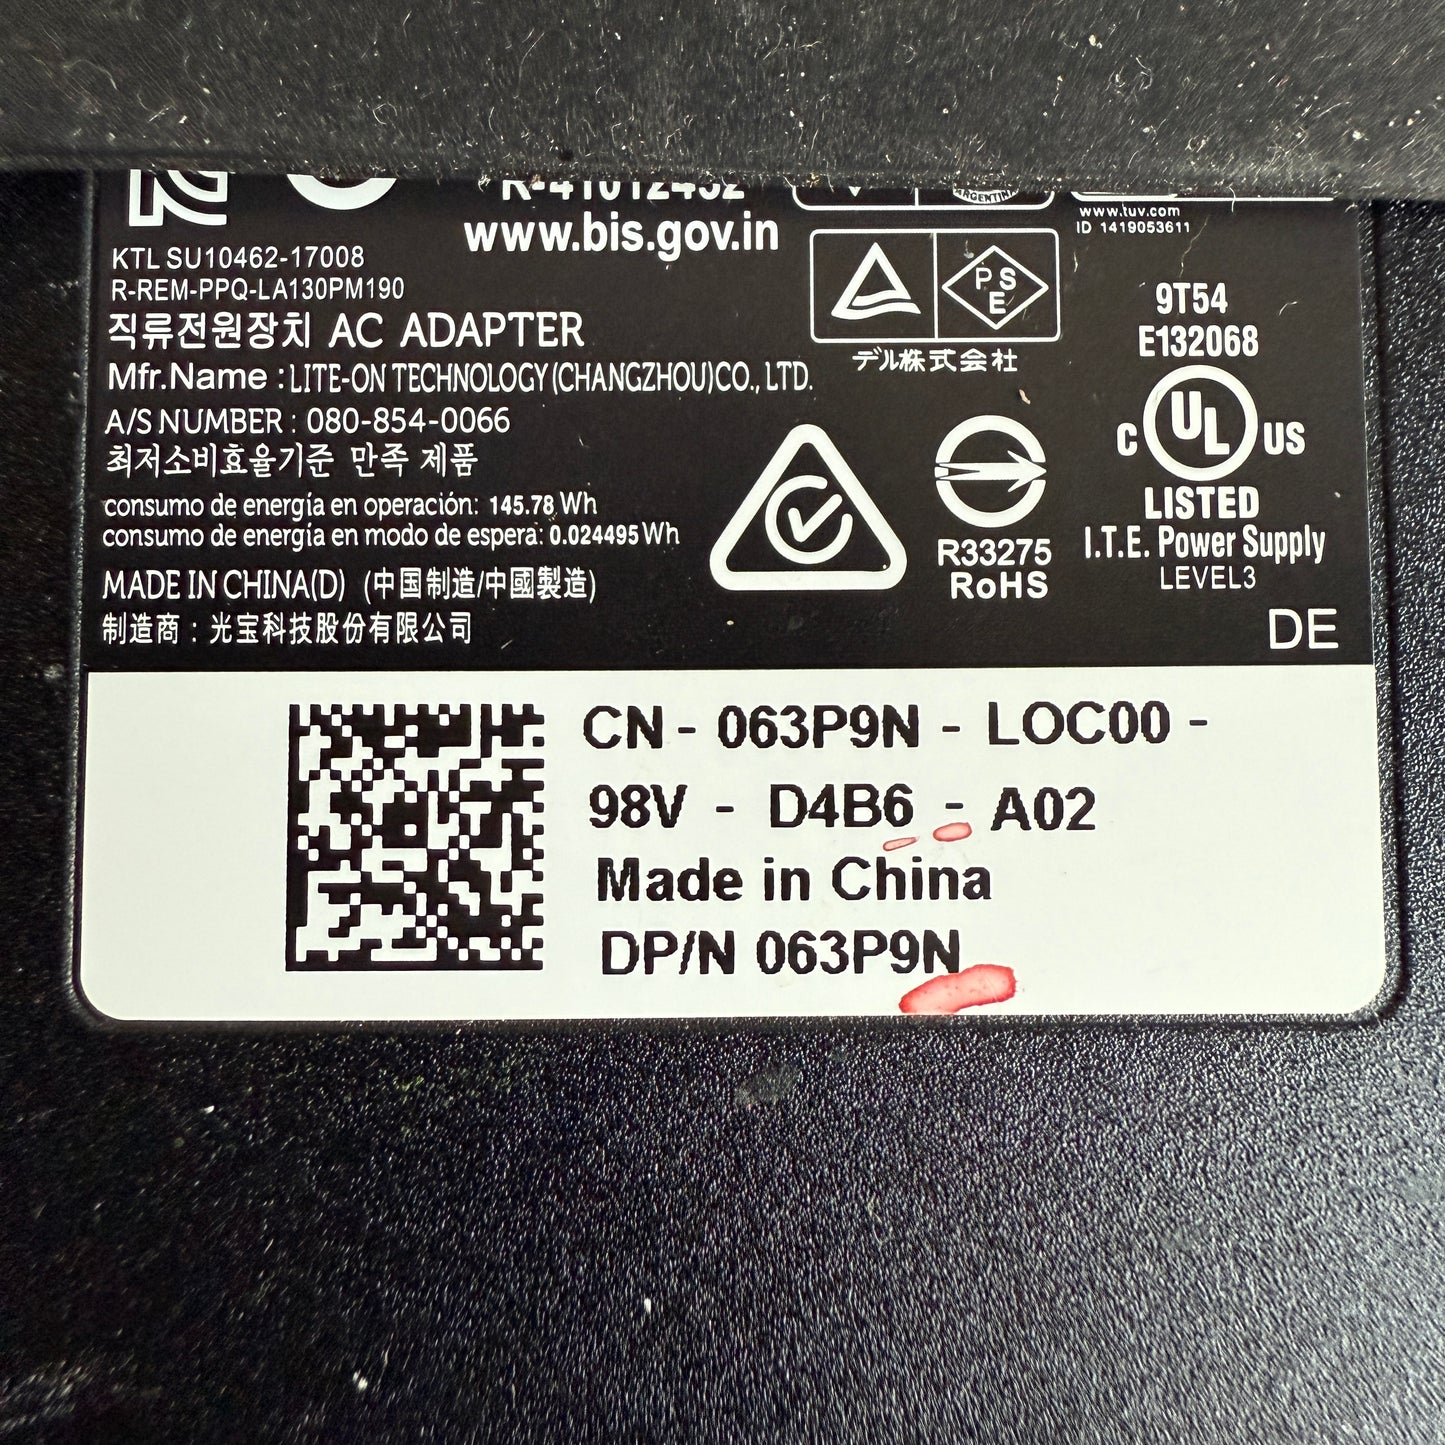 R-41012432
ARGENTINA
www.bis.gov.in
www.tuv.com
ID 1419053611
KTL SU10462-17008
R-REM-PPQ-LA130PM190
직류전원장치 AC ADAPTER
Mfr.Name :LITE-ON TECHNOLOGY(CHANGZHOU)CO., LTD.
A/S NUMBER : 080-854-0066
최저소비효율기준 만족 제품
consumo de energía en operación: 145.78 Wh
consumo de energía en modo de espera: 0.024495Wh
MADE IN CHINA(D) (中国制造/中國製造)
制造商：光宝科技股份有限公司
PS
E
デル株式会社
R33275
RoHS
9T54
E132068
C UL US
LISTED
I.T.E. Power Supply
LEVEL3
DE
CN - 063P9N - LOC00 -
98V - D4B6 - A02
Made in China
DP/N 063P9N